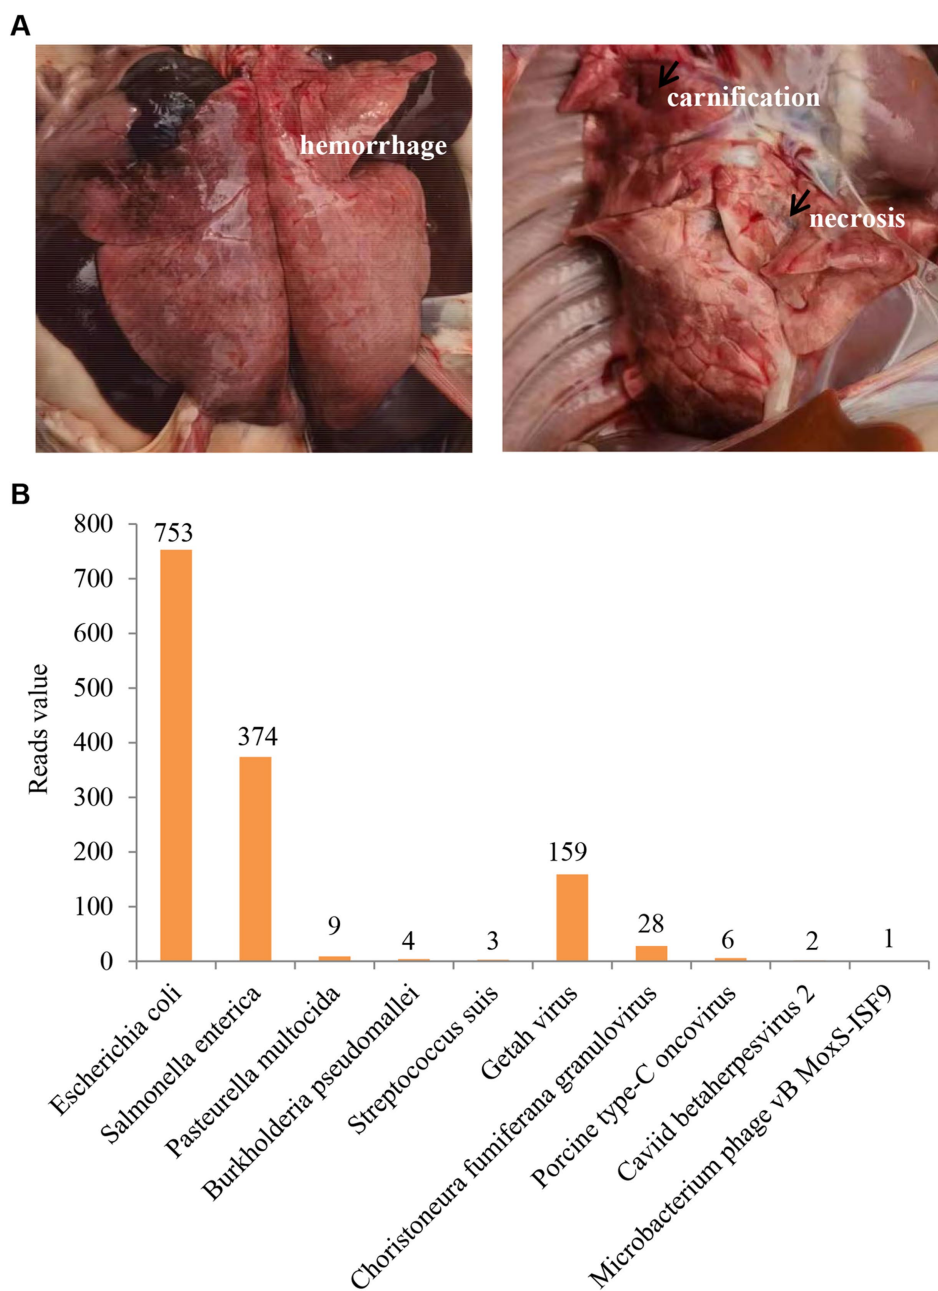 A
hemorrhage
carnification
necrosis
B
800
700
600
500
400
300
200
100
0
Reads value
753
374
9
4
3
159
28
6
2
1
Escherichia coli
Salmonella enterica
Pasteurella multocida
Burkholderia pseudomallei
Streptococcus suis
Getah virus
Choristoneura fumiferana granulovirus
Porcine type-C oncovirus
Caviid betaherpesvirus 2
Microbacterium phage vB MoxS-ISF9